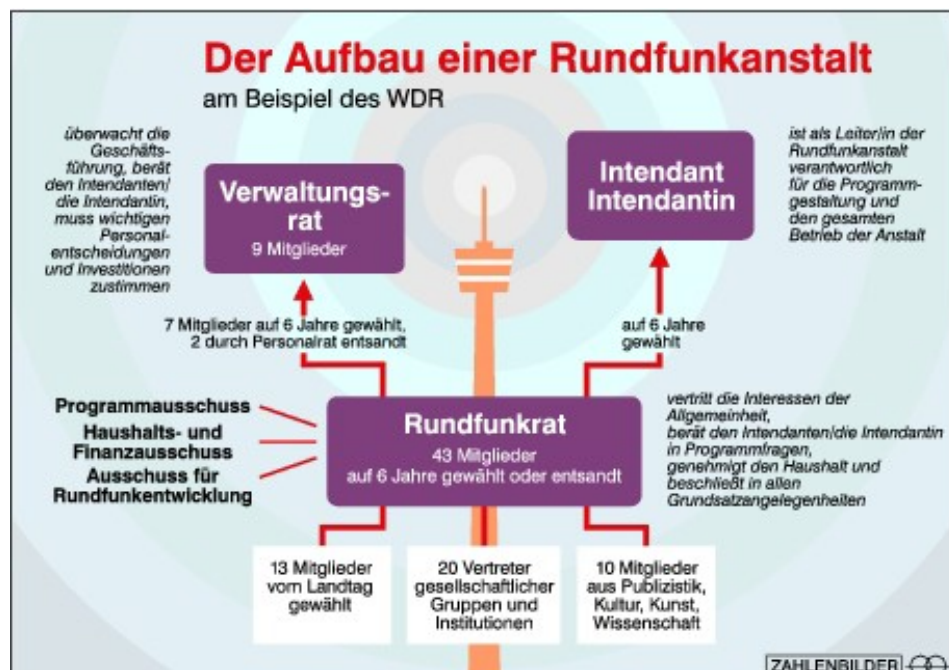 Der Aufbau einer Rundfunkanstalt
am Beispiel des WDR
überwacht die
Geschäfts-
führung, berät
den Intendanten/
die Intendantin,
muss wichtigen
Personal-
entscheidungen
und Investitionen
zustimmen
Verwaltungs-
rat
9 Mitglieder
Intendant
Intendantin
ist als Leiter/in der
Rundfunkanstalt
verantwortlich
für die Programm-
gestaltung und
den gesamten
Betrieb der Anstalt
7 Mitglieder auf 6 Jahre gewählt,
2 durch Personalrat entsandt
auf 6 Jahre
gewählt
Programmausschuss
Haushalts- und
Finanzausschuss
Ausschuss für
Rundfunkentwicklung
Rundfunkrat
43 Mitglieder
auf 6 Jahre gewählt oder entsandt
vertritt die Interessen der
Allgemeinheit,
berät den Intendanten/die Intendantin
in Programmfragen,
genehmigt den Haushalt und
beschließt in allen
Grundsatzangelegenheiten
13 Mitglieder
vom Landtag
gewählt
20 Vertreter
gesellschaftlicher
Gruppen und
Institutionen
10 Mitglieder
aus Publizistik,
Kultur, Kunst,
Wissenschaft
ZAHLENBILDER